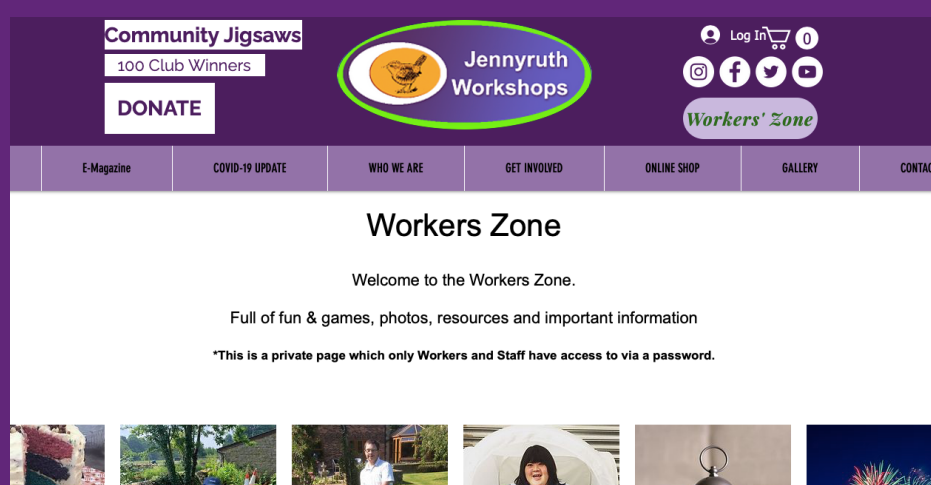 Community Jigsaws
100 Club Winners
DONATE
Jennyruth
Workshops
Log In
0
Workers' Zone
E-Magazine
COVID-19 UPDATE
WHO WE ARE
GET INVOLVED
ONLINE SHOP
GALLERY
CONTAC
Workers Zone
Welcome to the Workers Zone.
Full of fun & games, photos, resources and important information
*This is a private page which only Workers and Staff have access to via a password.